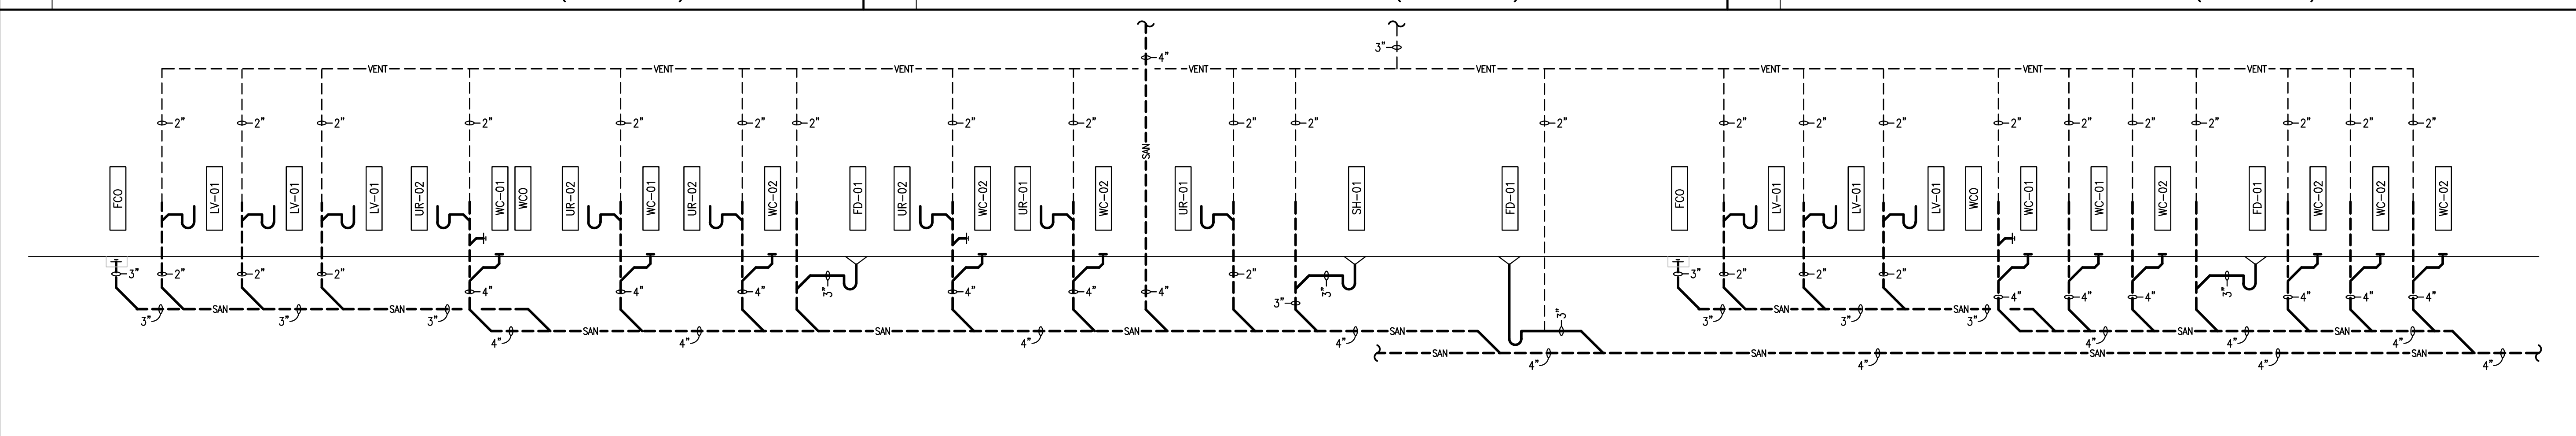 4"
3"
VENT VENT VENT VENT VENT VENT VENT VENT
2" 2" 2" 2" 2" 2" 2" 2" 2" 2" 2" 2" 2" 2" 2" 2" 2" 2" 2" 2" 2" 2"
SAN
FCO LV-01 LV-01 LV-01 UR-02 WC-01 WCO UR-02 WC-01 UR-02 WC-02 FD-01 UR-02 WC-02 UR-01 WC-02 UR-01 SH-01 FD-01 FCO LV-01 LV-01 LV-01 WCO WC-01 WC-01 WC-02 FD-01 WC-02 WC-02 WC-02
3" 2" 2" 2" 4" 4" 4" 3" 4" 4" 4" 2" 3" 3" 3" 2" 2" 2" 4" 4" 4" 3" 4" 4" 4"
SAN SAN SAN SAN
3" 3" 3" 3" 3" 3" 3"
SAN SAN SAN SAN SAN SAN
4" 4" 4" 4" 4" 4" 4"
SAN SAN SAN SAN
4" 4" 4" 4"